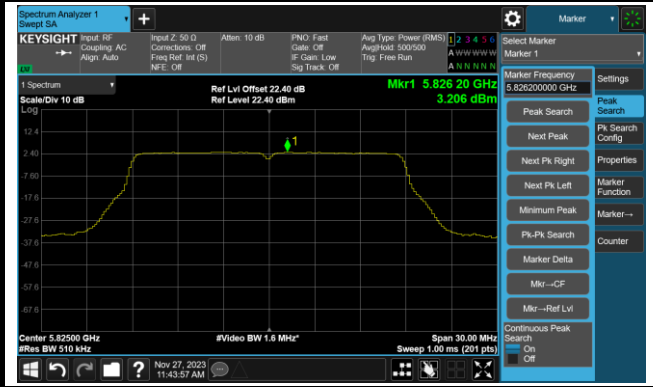 Spectrum Analyzer 1
Swept SA
+
Marker
KEYSIGHT
Input: RF
Coupling: AC
Align: Auto
Input Z: 50 Ω
Corrections: Off
Freq Ref: Int (S)
NFE: Off
Atten: 10 dB
PNO: Fast
Gate: Off
IF Gain: Low
Sig Track: Off
Avg Type: Power (RMS)
Avg|Hold: 500/500
Trig: Free Run
1 2 3 4 5 6
A W W W W W
A N N N N N
Select Marker
Marker 1
1 Spectrum
Scale/Div 10 dB
Log
Ref Lvl Offset 22.40 dB
Ref Level 22.40 dBm
Mkr1 5.826 20 GHz
3.206 dBm
12.4
2.40
-7.60
-17.6
-27.6
-37.6
-47.6
-57.6
-67.6
1
Center 5.82500 GHz
#Res BW 510 kHz
#Video BW 1.6 MHz*
Span 30.00 MHz
Sweep 1.00 ms (201 pts)
Marker Frequency
5.826200000 GHz
Peak Search
Next Peak
Next Pk Right
Next Pk Left
Minimum Peak
Pk-Pk Search
Marker Delta
Mkr→CF
Mkr→Ref Lvl
Continuous Peak
Search
On
Off
Settings
Peak
Search
Pk Search
Config
Properties
Marker
Function
Marker→
Counter
?
Nov 27, 2023
11:43:57 AM